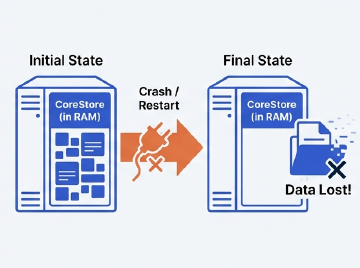 Initial State
CoreStore
(in RAM)
Crash /
Restart
Final State
CoreStore
(in RAM)
Data Lost!